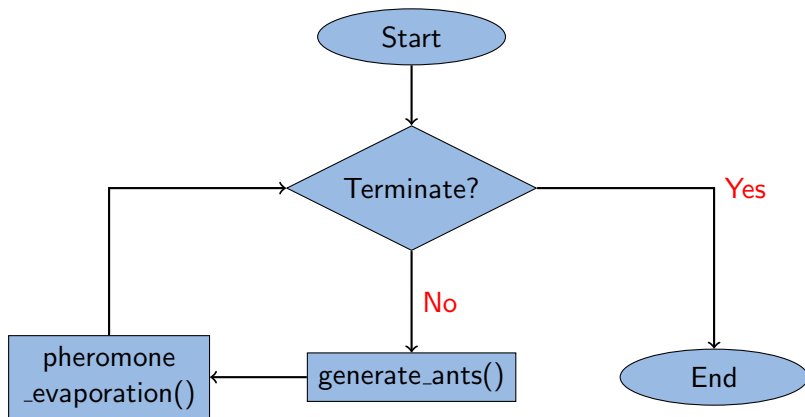 Start
Terminate?
Yes
No
pheromone
_evaporation()
generate_ants()
End